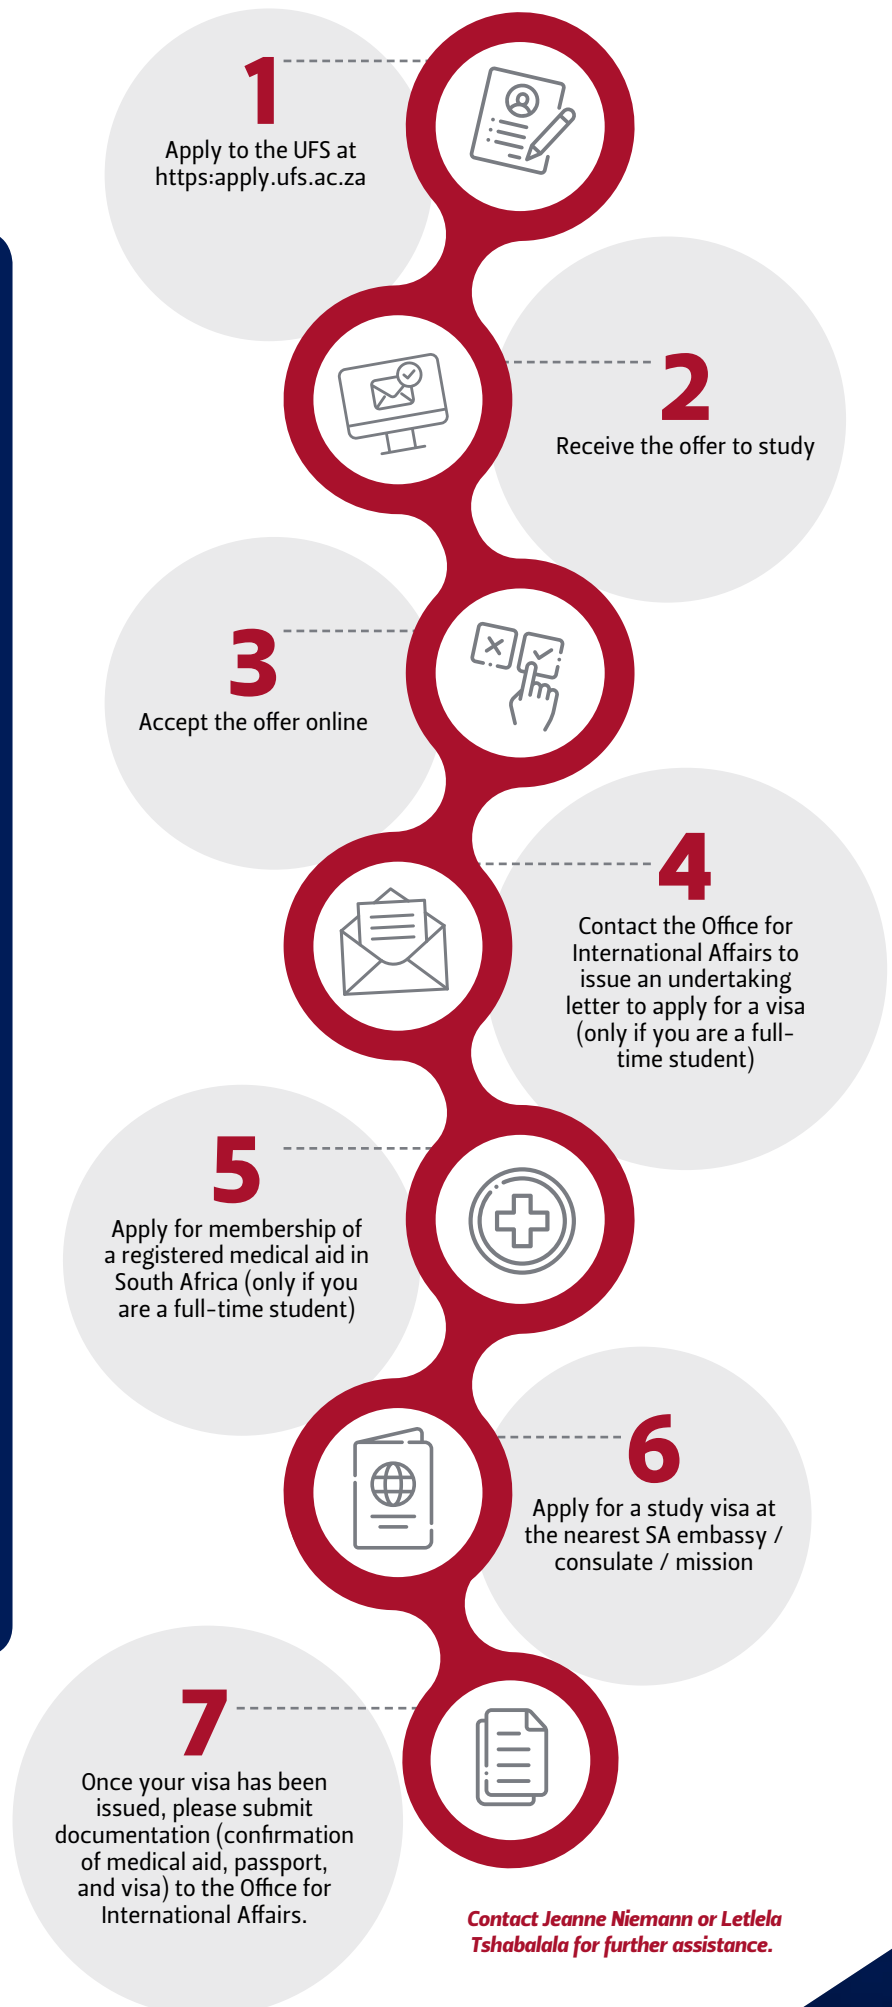 1
Apply to the UFS at
https:apply.ufs.ac.za
2
Receive the offer to study
3
Accept the offer online
4
Contact the Office for
International Affairs to
issue an undertaking
letter to apply for a visa
(only if you are a full-
time student)
5
Apply for membership of
a registered medical aid in
South Africa (only if you
are a full-time student)
6
Apply for a study visa at
the nearest SA embassy /
consulate / mission
7
Once your visa has been
issued, please submit
documentation (confirmation
of medical aid, passport,
and visa) to the Office for
International Affairs.
Contact Jeanne Niemann or Letlela
Tshabalala for further assistance.